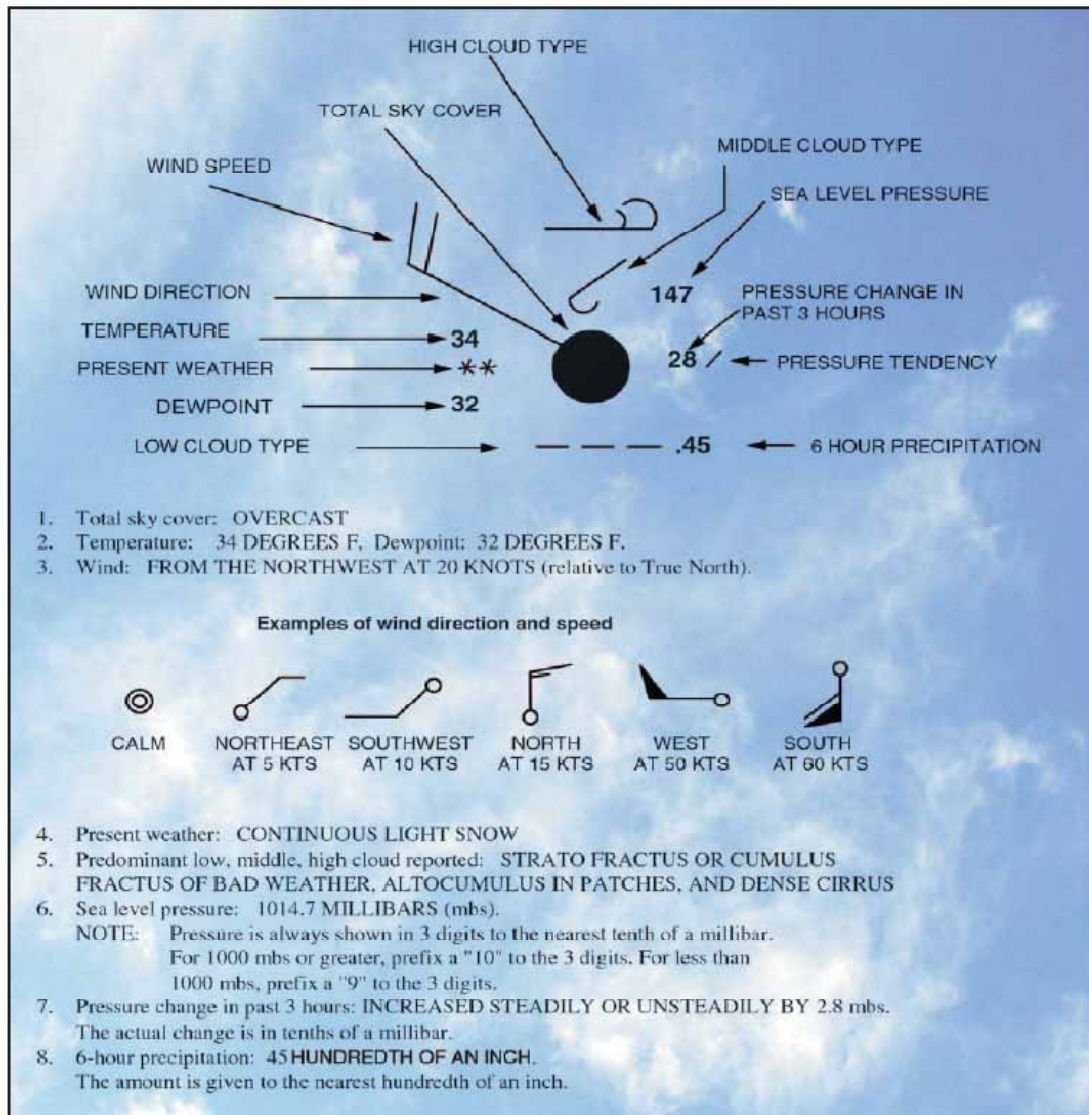 HIGH CLOUD TYPE
TOTAL SKY COVER
MIDDLE CLOUD TYPE
WIND SPEED
SEA LEVEL PRESSURE
WIND DIRECTION
147
PRESSURE CHANGE IN
PAST 3 HOURS
TEMPERATURE
34
PRESENT WEATHER
**
28
PRESSURE TENDENCY
DEWPOINT
32
LOW CLOUD TYPE
.45
6 HOUR PRECIPITATION
1. Total sky cover: OVERCAST
2. Temperature: 34 DEGREES F, Dewpoint: 32 DEGREES F.
3. Wind: FROM THE NORTHWEST AT 20 KNOTS (relative to True North).
Examples of wind direction and speed
CALM
NORTHEAST
AT 5 KTS
SOUTHWEST
AT 10 KTS
NORTH
AT 15 KTS
WEST
AT 50 KTS
SOUTH
AT 60 KTS
4. Present weather: CONTINUOUS LIGHT SNOW
5. Predominant low, middle, high cloud reported: STRATO FRACTUS OR CUMULUS
FRACTUS OF BAD WEATHER, ALTOCUMULUS IN PATCHES, AND DENSE CIRRUS
6. Sea level pressure: 1014.7 MILLIBARS (mbs).
NOTE: Pressure is always shown in 3 digits to the nearest tenth of a millibar.
For 1000 mbs or greater, prefix a "10" to the 3 digits. For less than
1000 mbs, prefix a "9" to the 3 digits.
7. Pressure change in past 3 hours: INCREASED STEADILY OR UNSTEADILY BY 2.8 mbs.
The actual change is in tenths of a millibar.
8. 6-hour precipitation: 45 HUNDREDTH OF AN INCH.
The amount is given to the nearest hundredth of an inch.